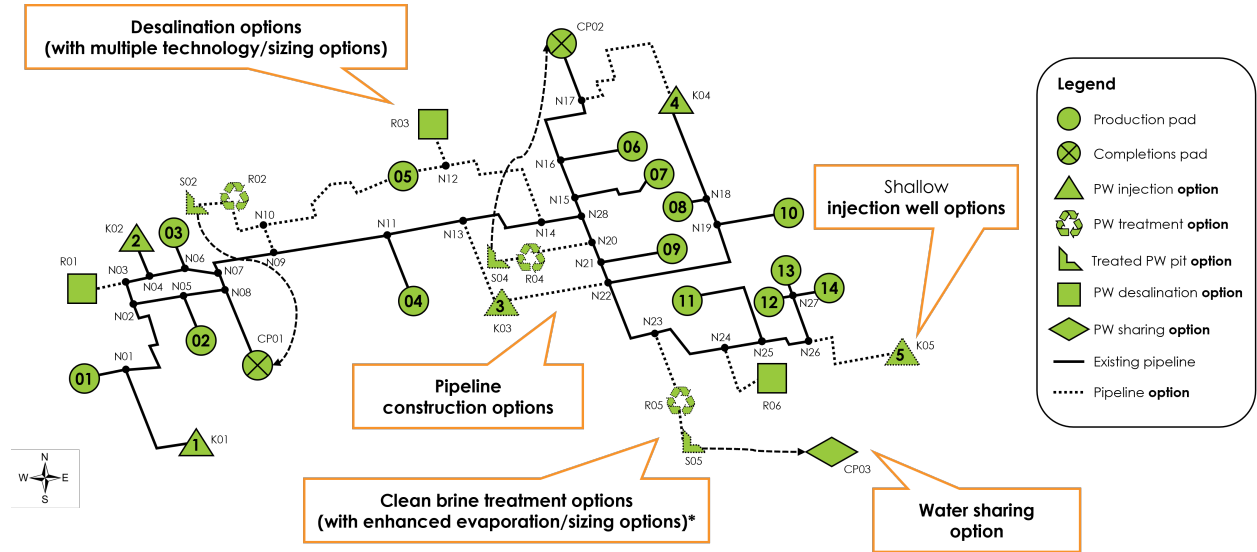 Desalination options
(with multiple technology/sizing options)
CP02
Legend
Production pad
Completions pad
PW injection option
PW treatment option
Treated PW pit option
PW desalination option
PW sharing option
Existing pipeline
Pipeline option
Shallow
injection well options
R03
N12
05
N17
4
K04
06
N16
07
N15
08
N18
10
N19
N28
S02
R02
N10
N11
N13
N14
N20
S04
R04
09
N21
N22
K02
2
03
R01
N03
N04
N06
N07
N09
N05
N08
N02
02
04
3
K03
11
13
12
14
N27
N23
N24
N25
N26
5
K05
CP01
N01
01
1
K01
Pipeline
construction options
R05
R06
S05
CP03
N
W
E
S
Clean brine treatment options
(with enhanced evaporation/sizing options)*
Water sharing
option